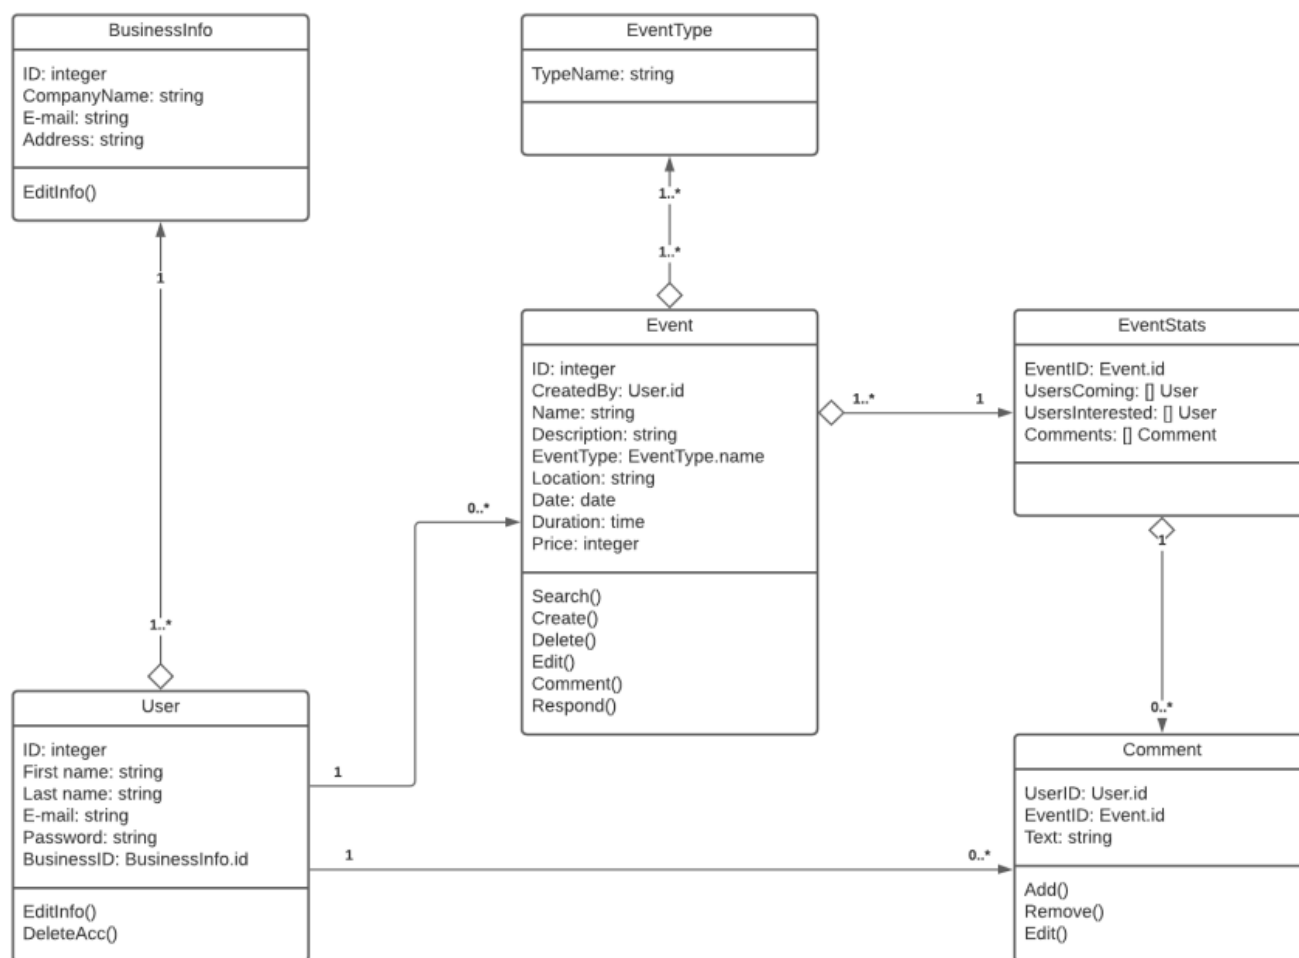 BusinessInfo
ID: integer
CompanyName: string
E-mail: string
Address: string
EditInfo()
EventType
TypeName: string
1
1..*
1..*
1..*
Event
ID: integer
CreatedBy: User.id
Name: string
Description: string
EventType: EventType.name
Location: string
Date: date
Duration: time
Price: integer
Search()
Create()
Delete()
Edit()
Comment()
Respond()
1..*
1
EventStats
EventID: Event.id
UsersComing: [] User
UsersInterested: [] User
Comments: [] Comment
0..*
1
1
0..*
User
ID: integer
First name: string
Last name: string
E-mail: string
Password: string
BusinessID: BusinessInfo.id
EditInfo()
DeleteAcc()
1
0..*
Comment
UserID: User.id
EventID: Event.id
Text: string
Add()
Remove()
Edit()